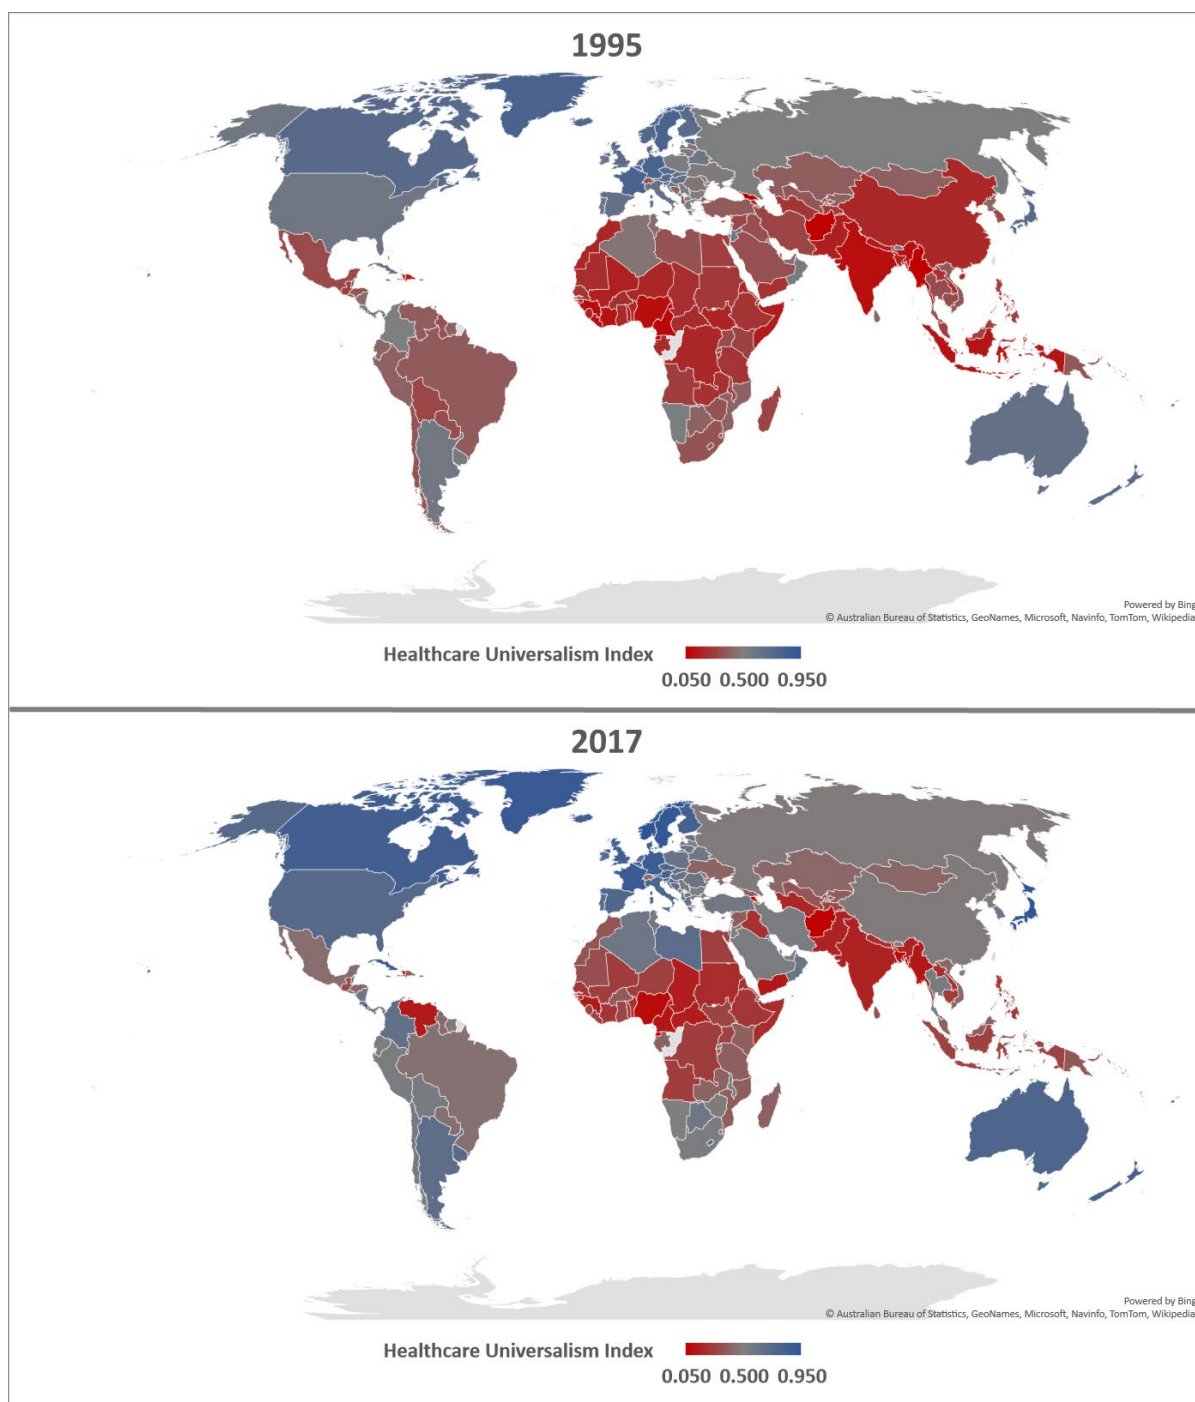 1995
Powered by Bing
© Australian Bureau of Statistics, GeoNames, Microsoft, Navinfo, TomTom, Wikipedia
Healthcare Universalism Index
0.050 0.500 0.950
2017
Powered by Bing
© Australian Bureau of Statistics, GeoNames, Microsoft, Navinfo, TomTom, Wikipedia
Healthcare Universalism Index
0.050 0.500 0.950